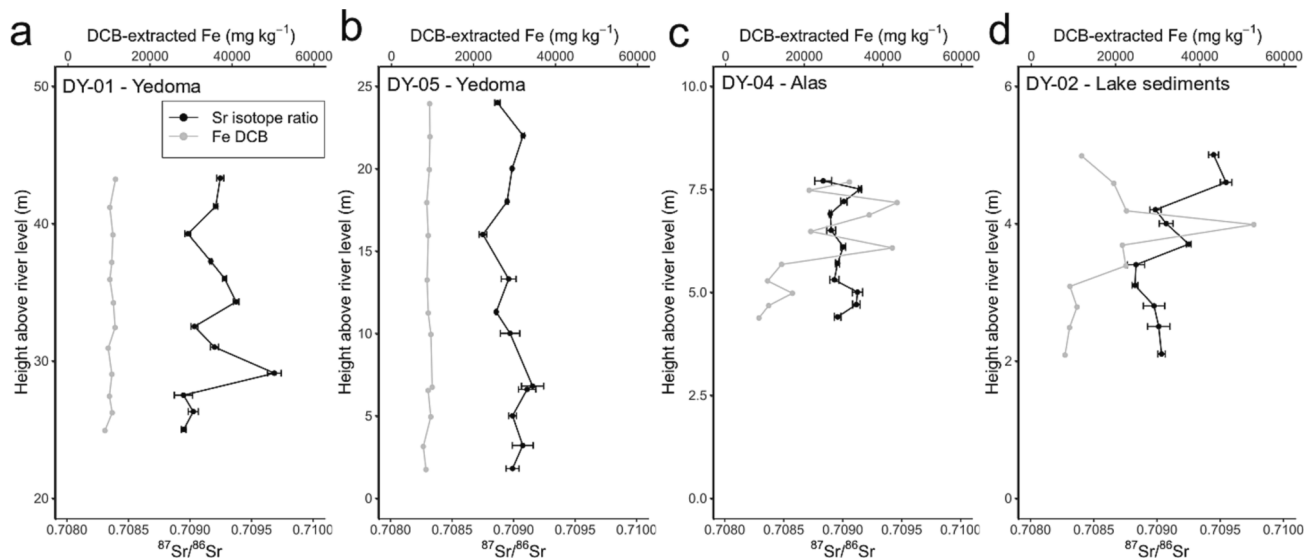 a
DCB-extracted Fe (mg kg⁻¹)
0 20000 40000 60000
DY-01 - Yedoma
Sr isotope ratio
Fe DCB
Height above river level (m)
50
40
30
20
0.7080 0.7085 0.7090 0.7095 0.7100
⁸⁷Sr/⁸⁶Sr
b
DCB-extracted Fe (mg kg⁻¹)
0 20000 40000 60000
DY-05 - Yedoma
Height above river level (m)
25
20
15
10
5
0
0.7080 0.7085 0.7090 0.7095 0.7100
⁸⁷Sr/⁸⁶Sr
c
DCB-extracted Fe (mg kg⁻¹)
0 20000 40000 60000
DY-04 - Alas
Height above river level (m)
10.0
7.5
5.0
2.5
0.0
0.7080 0.7085 0.7090 0.7095 0.7100
⁸⁷Sr/⁸⁶Sr
d
DCB-extracted Fe (mg kg⁻¹)
0 20000 40000 60000
DY-02 - Lake sediments
Height above river level (m)
6
4
2
0
0.7080 0.7085 0.7090 0.7095 0.7100
⁸⁷Sr/⁸⁶Sr